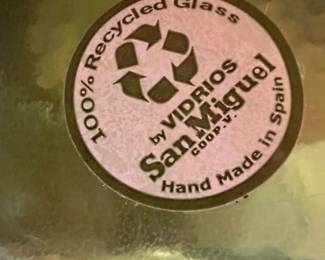 100% Recycled Glass
by VIDRIOS
San Miguel
COOP.V.
Hand Made in Spain